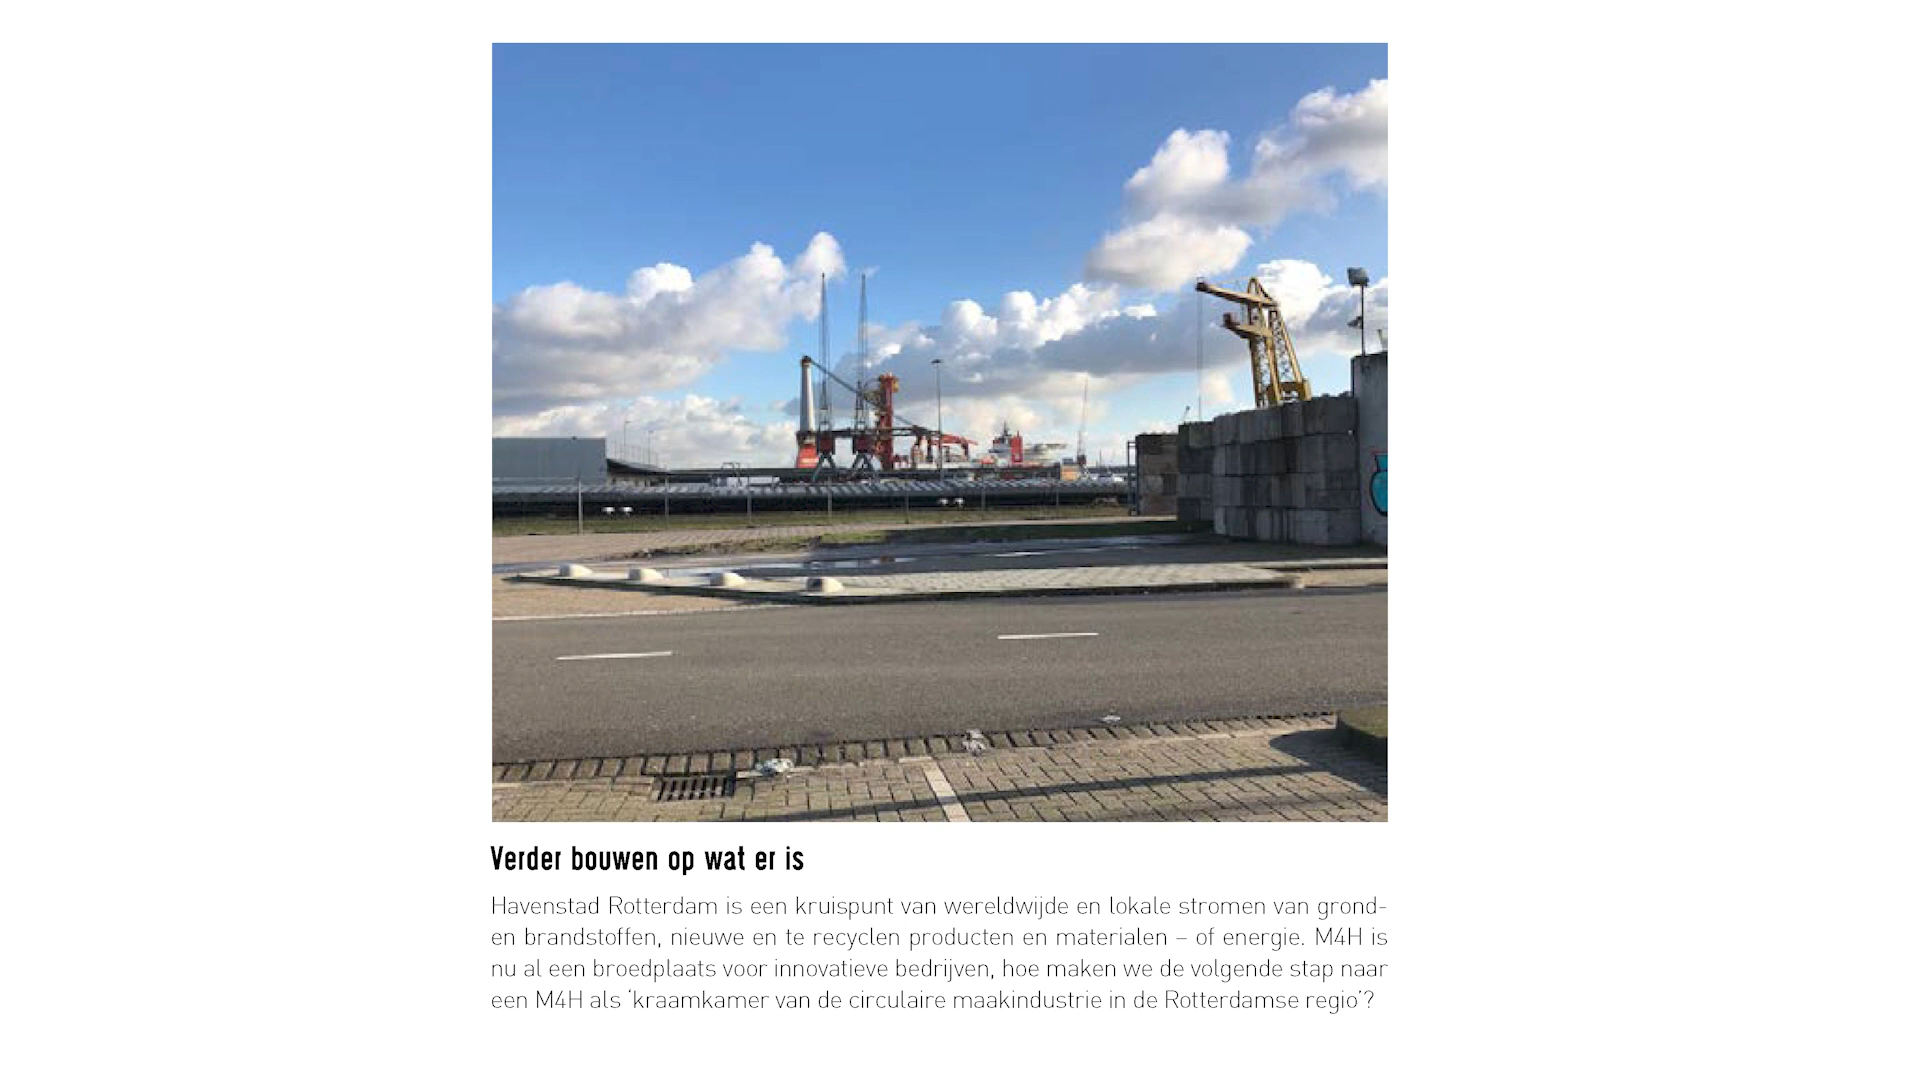 Verder bouwen op wat er is
Havenstad Rotterdam is een kruispunt van wereldwijde en lokale stromen van grond-
en brandstoffen, nieuwe en te recyclen producten en materialen – of energie. M4H is
nu al een broedplaats voor innovatieve bedrijven, hoe maken we de volgende stap naar
een M4H als ‘kraamkamer van de circulaire maakindustrie in de Rotterdamse regio’?